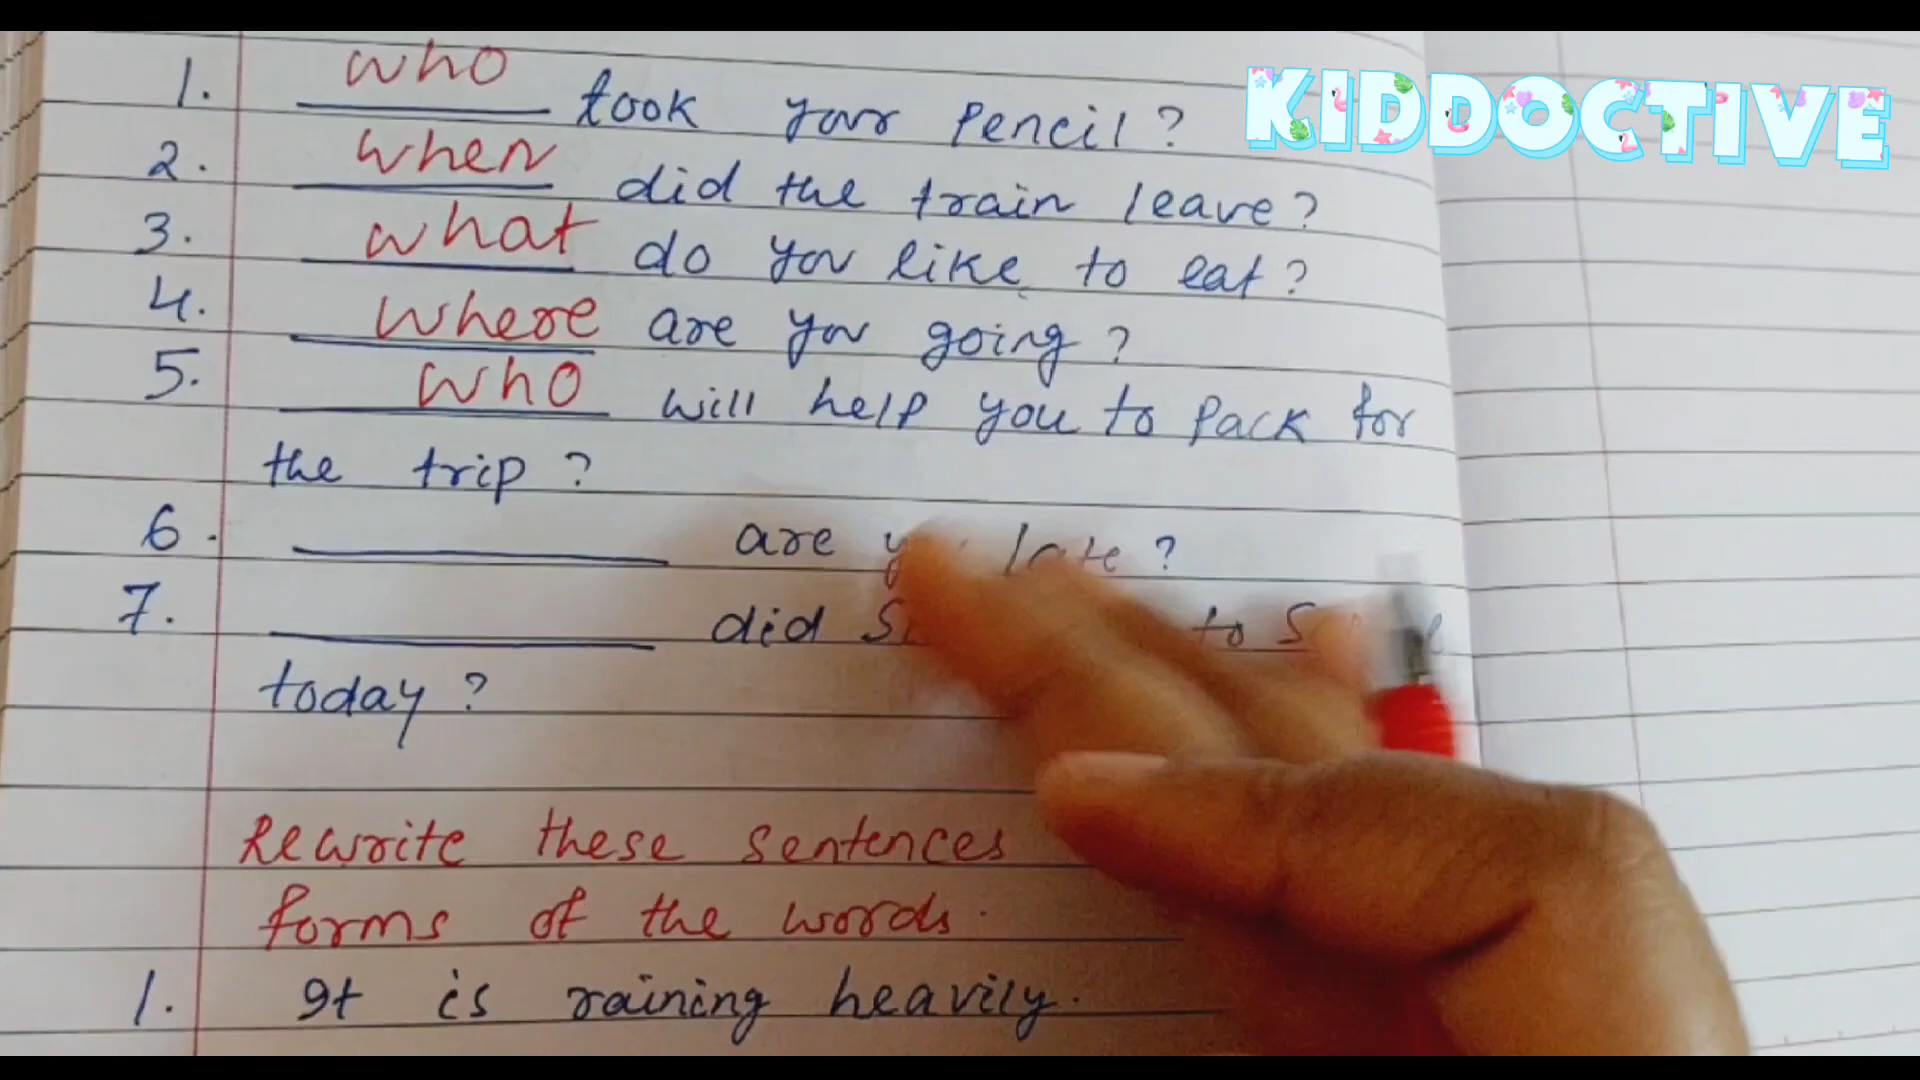 KIDDOCTIVE
1. who took your pencil?
2. when did the train leave?
3. what do you like to eat?
4. where are you going?
5. who will help you to pack for
the trip?
6. are late?
7. did to
today?
Rewrite these sentences
forms of the words.
1. It is raining heavily.